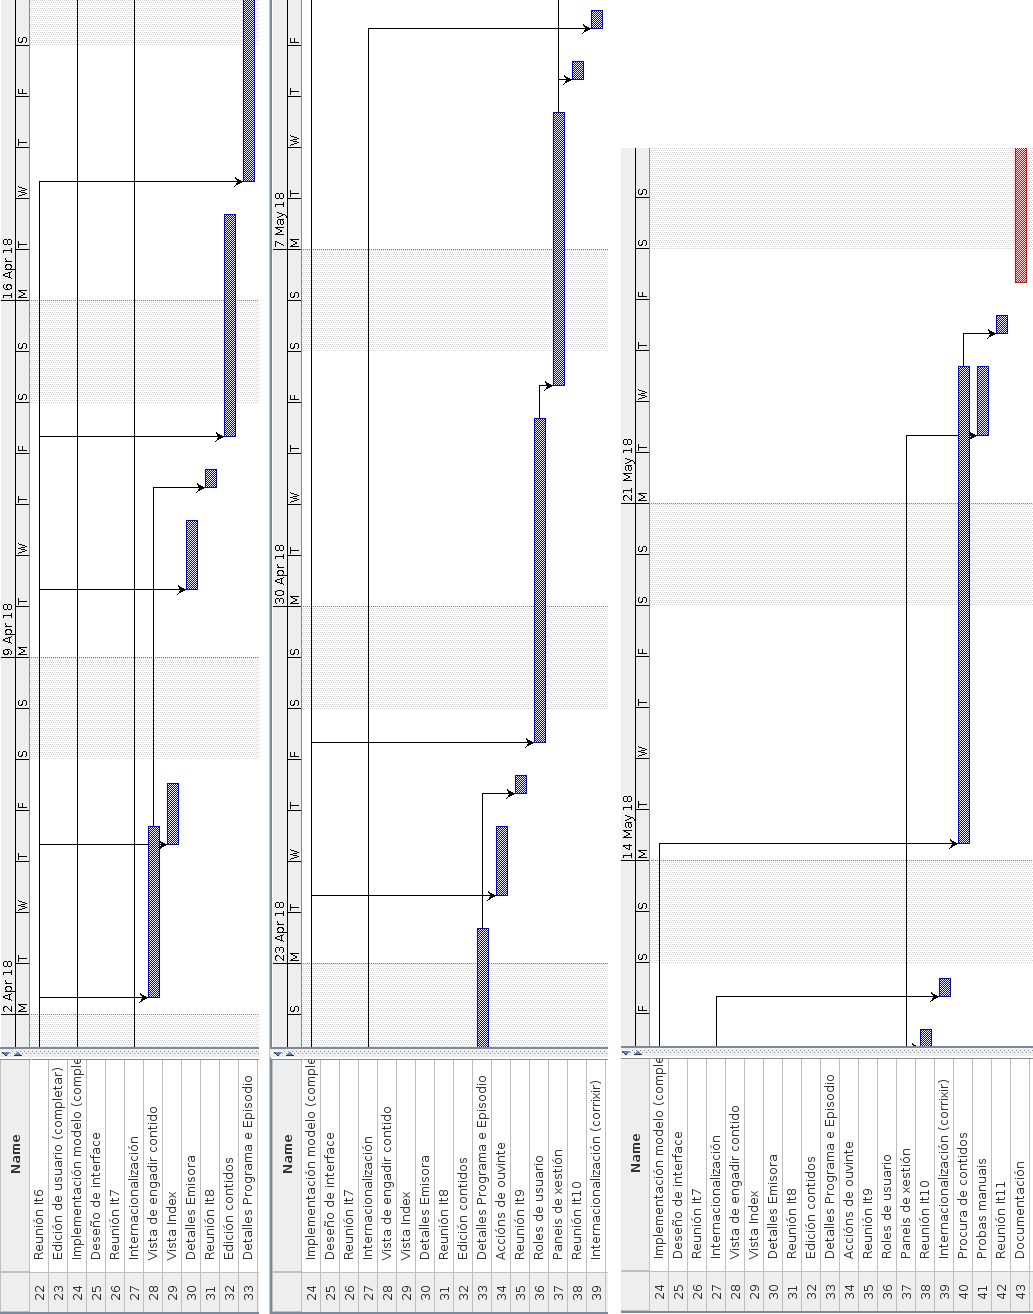 Name
2 Apr 18 9 Apr 18 16 Apr 18
M T W T F S S M T W T F S S M T W T F S
22 Reunión It6
23 Edición de usuario (completar)
24 Implementación modelo (comple
25 Deseño de interface
26 Reunión It7
27 Internacionalización
28 Vista de engadir contido
29 Vista Index
30 Detalles Emisora
31 Reunión It8
32 Edición contidos
33 Detalles Programa e Episodio
Name
23 Apr 18 30 Apr 18 7 May 18
S M T W T F S S M T W T F S S M T W T F
24 Implementación modelo (comple
25 Deseño de interface
26 Reunión It7
27 Internacionalización
28 Vista de engadir contido
29 Vista Index
30 Detalles Emisora
31 Reunión It8
32 Edición contidos
33 Detalles Programa e Episodio
34 Accións de ouvinte
35 Reunión It9
36 Roles de usuario
37 Paneis de xestión
38 Reunión It10
39 Internacionalización (corrixir)
Name
14 May 18 21 May 18
F S S M T W T F S S M T W T F S S
24 Implementación modelo (comple
25 Deseño de interface
26 Reunión It7
27 Internacionalización
28 Vista de engadir contido
29 Vista Index
30 Detalles Emisora
31 Reunión It8
32 Edición contidos
33 Detalles Programa e Episodio
34 Accións de ouvinte
35 Reunión It9
36 Roles de usuario
37 Paneis de xestión
38 Reunión It10
39 Internacionalización (corrixir)
40 Procura de contidos
41 Probas manuais
42 Reunión It11
43 Documentación